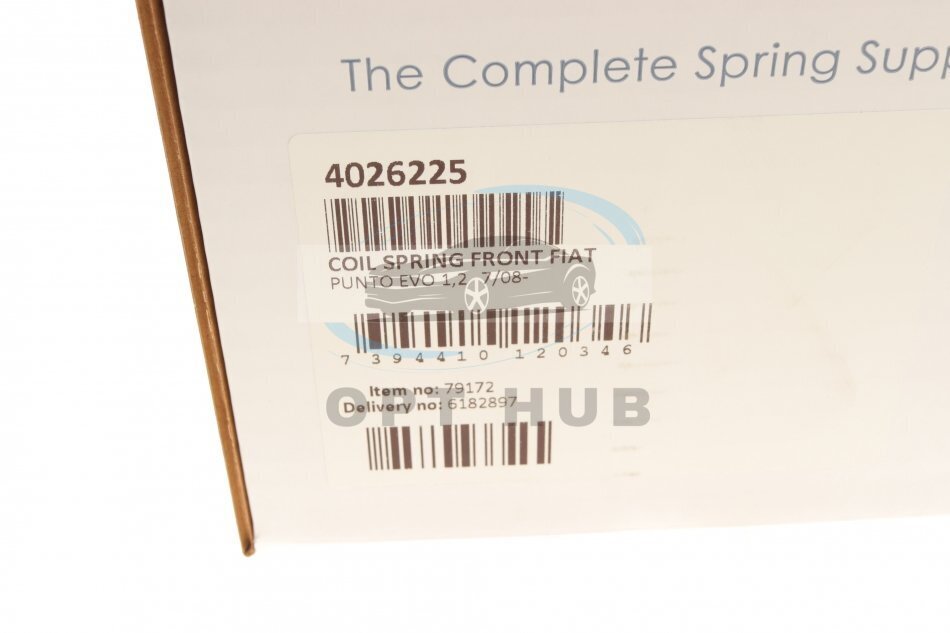 The Complete Spring Supp
4026225
COIL SPRING FRONT FIAT
PUNTO EVO 1,2 7/08-
7 394410 120346
Item no: 79172
Delivery no: 6182897
OPT HUB